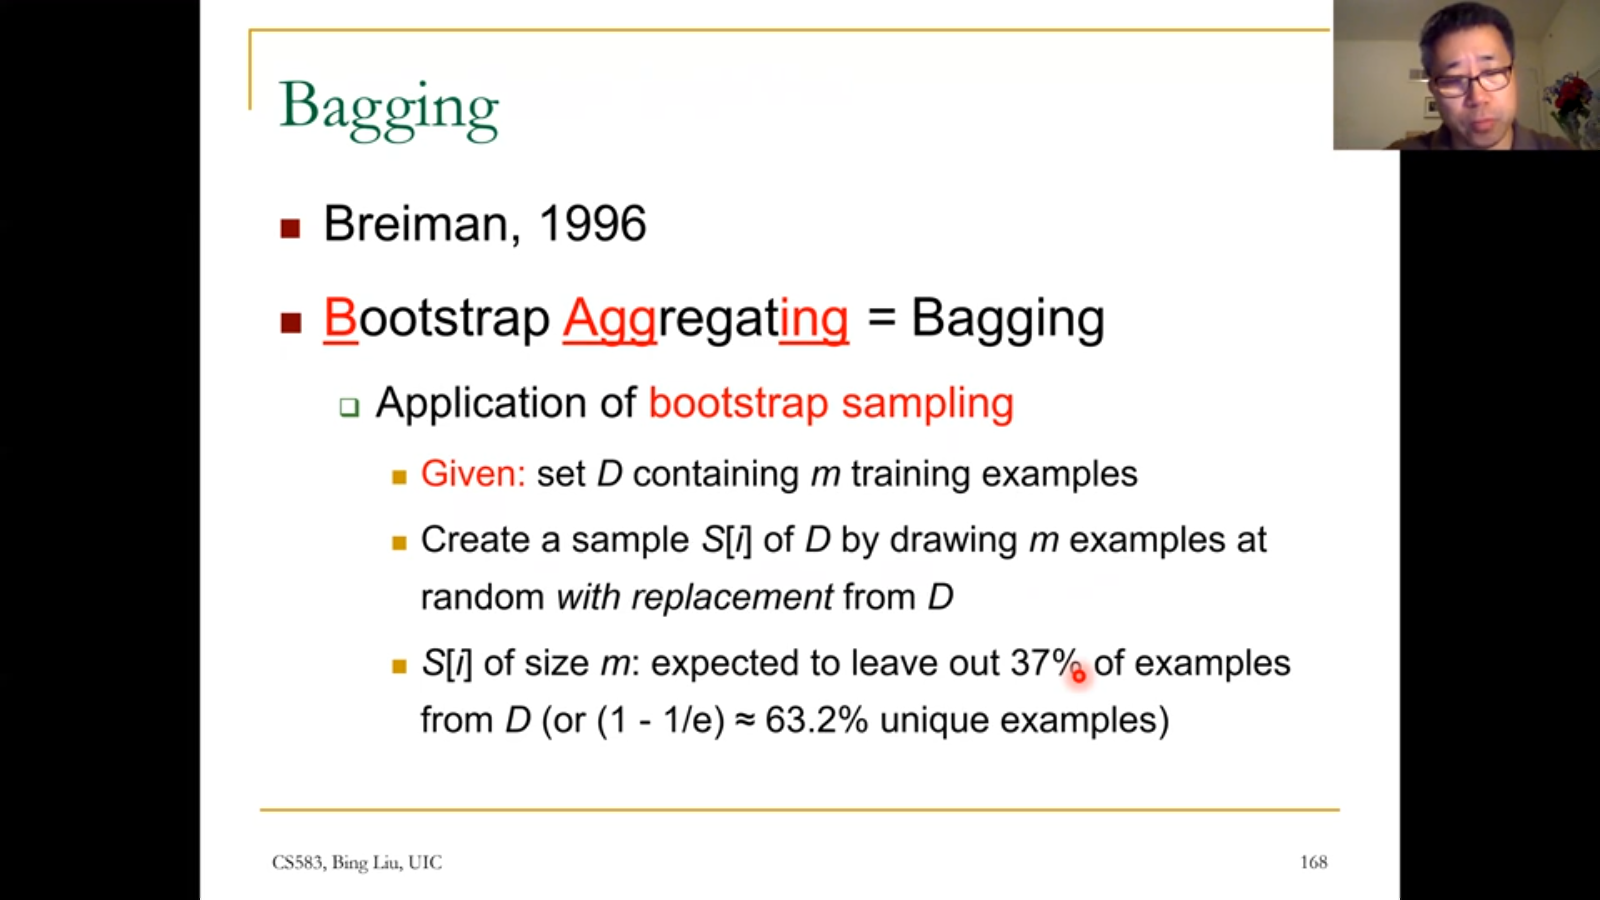 Bagging
Breiman, 1996
Bootstrap Aggregating = Bagging
Application of bootstrap sampling
Given: set D containing m training examples
Create a sample S[i] of D by drawing m examples at
random with replacement from D
S[i] of size m: expected to leave out 37% of examples
from D (or (1 - 1/e) ≈ 63.2% unique examples)
CS583, Bing Liu, UIC
168